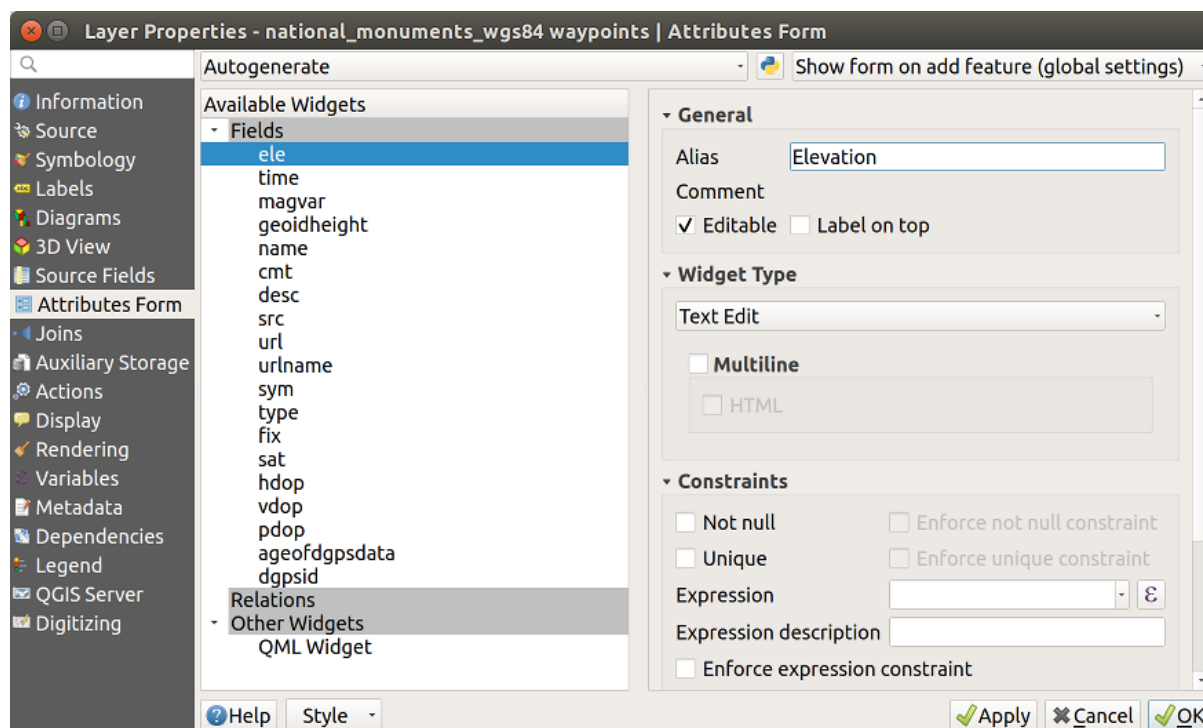 Layer Properties - national_monuments_wgs84 waypoints | Attributes Form
Autogenerate
Show form on add feature (global settings)
Information
Source
Symbology
Labels
Diagrams
3D View
Source Fields
Attributes Form
Joins
Auxiliary Storage
Actions
Display
Rendering
Variables
Metadata
Dependencies
Legend
QGIS Server
Digitizing
Available Widgets
Fields
ele
time
magvar
geoidheight
name
cmt
desc
src
url
urlname
sym
type
fix
sat
hdop
vdop
pdop
ageofdgpsdata
dgpsid
Relations
Other Widgets
QML Widget
General
Alias Elevation
Comment
Editable Label on top
Widget Type
Text Edit
Multiline
HTML
Constraints
Not null Enforce not null constraint
Unique Enforce unique constraint
Expression ε
Expression description
Enforce expression constraint
Help Style Apply Cancel OK